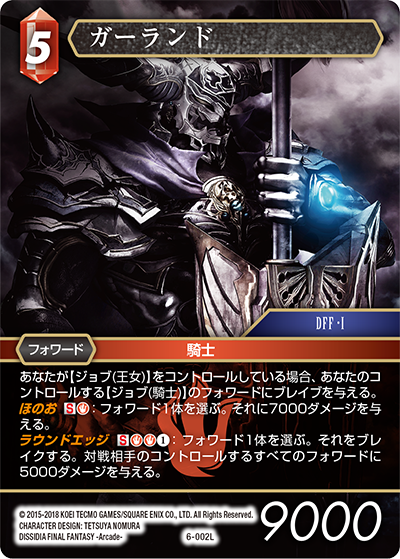 5
ガーランド
DFF・I
フォワード
騎士
あなたが【ジョブ(王女)】をコントロールしている場合、あなたのコ
ントロールする【ジョブ(騎士)】のフォワードにブレイブを与える。
ほのお S：フォワード1体を選ぶ。それに7000ダメージを与
える。
ラウンドエッジ S1：フォワード1体を選ぶ。それをブレ
イクする。対戦相手のコントロールするすべてのフォワードに
5000ダメージを与える。
© 2015-2018 KOEI TECMO GAMES/SQUARE ENIX CO., LTD. All Rights Reserved.
CHARACTER DESIGN: TETSUYA NOMURA
DISSIDIA FINAL FANTASY -Arcade-
6-002L
9000